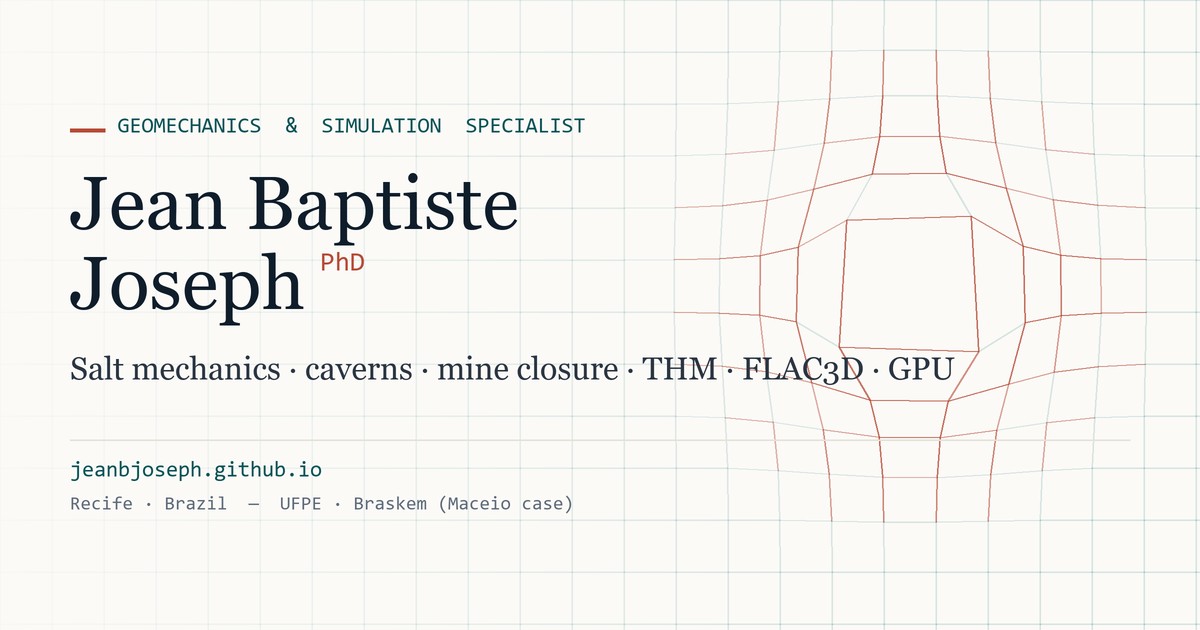 GEOMECHANICS & SIMULATION SPECIALIST
Jean Baptiste
Joseph PhD
Salt mechanics · caverns · mine closure · THM · FLAC3D · GPU
jeanbjoseph.github.io
Recife · Brazil — UFPE · Braskem (Maceio case)